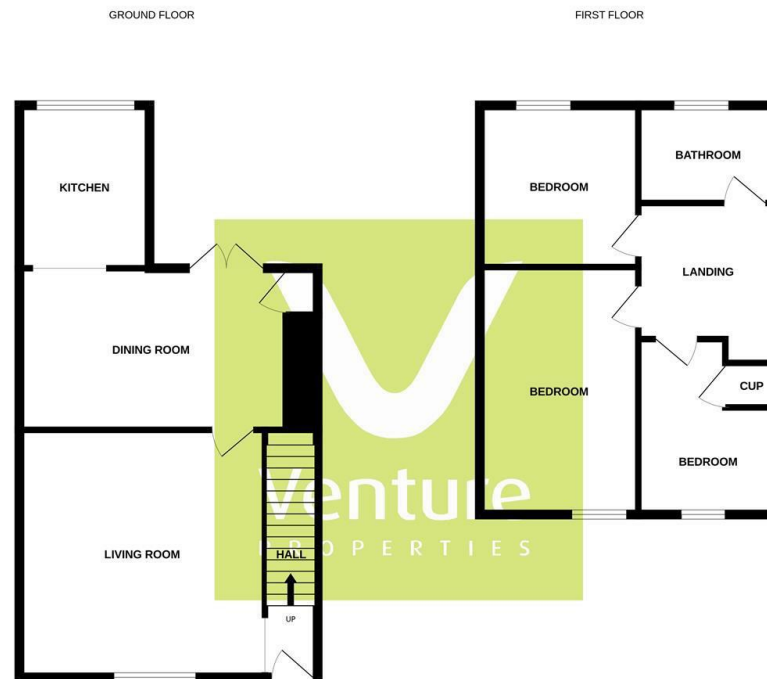 GROUND FLOOR
KITCHEN
DINING ROOM
LIVING ROOM
HALL
UP
FIRST FLOOR
BEDROOM
BATHROOM
LANDING
BEDROOM
CUP
BEDROOM
Venture
PROPERTIES